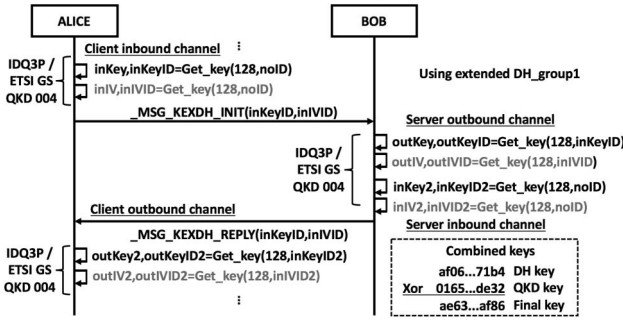 ALICE
BOB
Client inbound channel
IDQ3P /
ETSI GS
QKD 004
inKey,inKeyID=Get_key(128,noID)
inIV,inIVID=Get_key(128,noID)
Using extended DH_group1
_MSG_KEXDH_INIT(inKeyID,inIVID)
Server outbound channel
IDQ3P /
ETSI GS
QKD 004
outKey,outKeyID=Get_key(128,inKeyID)
outIV,outIVID=Get_key(128,inIVID)
inKey2,inKeyID2=Get_key(128,noID)
inIV2,inIVID2=Get_key(128,noID)
Client outbound channel
Server inbound channel
_MSG_KEXDH_REPLY(inKeyID,inIVID)
IDQ3P /
ETSI GS
QKD 004
outKey2,outKeyID2=Get_key(128,inKeyID2)
outIV2,outIVID2=Get_key(128,inIVID2)
Combined keys
af06...71b4 DH key
Xor 0165...de32 QKD key
ae63...af86 Final key